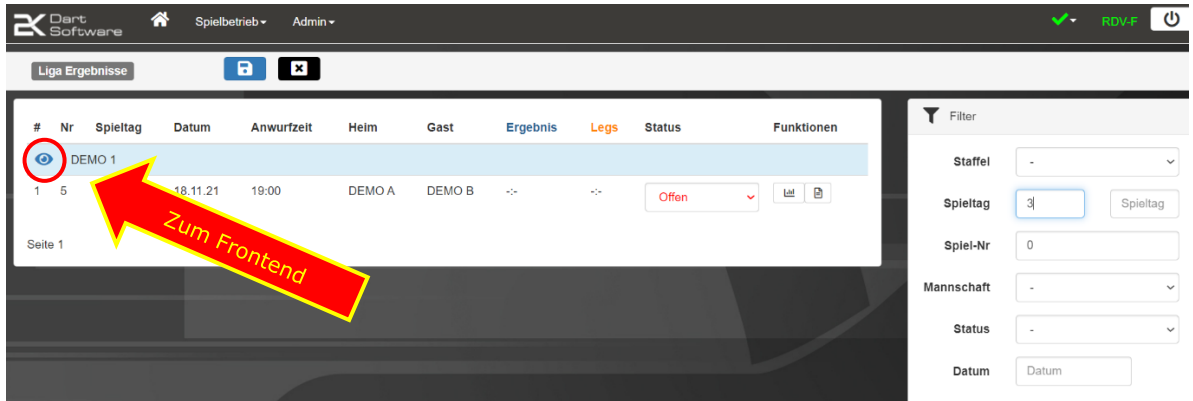 2K Dart Software
Spielbetrieb
Admin
RDV-F
Liga Ergebnisse
# Nr Spieltag Datum Anwurfzeit Heim Gast Ergebnis Legs Status Funktionen
DEMO 1
1 5 18.11.21 19:00 DEMO A DEMO B -:- -:- Offen
Zum Frontend
Seite 1
Filter
Staffel -
Spieltag 3 Spieltag
Spiel-Nr 0
Mannschaft -
Status -
Datum Datum